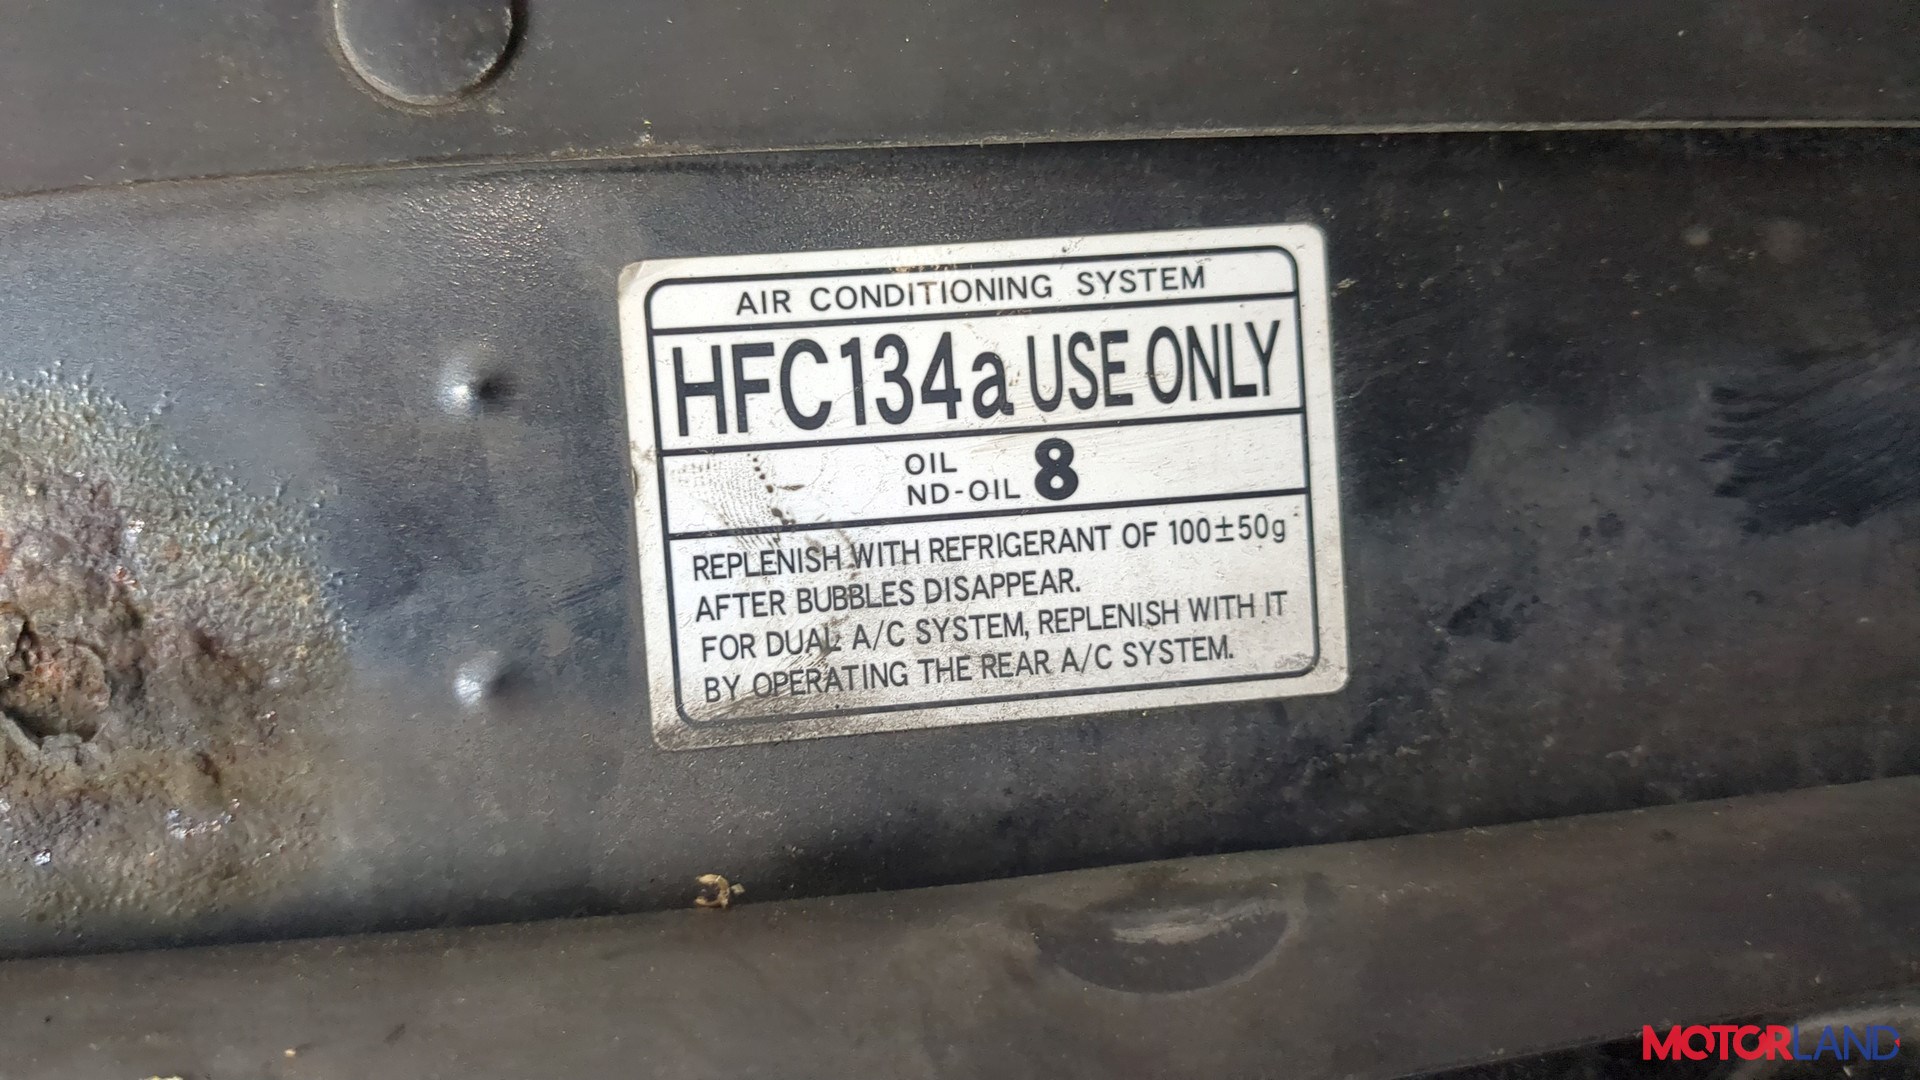 AIR CONDITIONING SYSTEM
HFC134a USE ONLY
OIL
ND-OIL 8
REPLENISH WITH REFRIGERANT OF 100±50g
AFTER BUBBLES DISAPPEAR.
FOR DUAL A/C SYSTEM, REPLENISH WITH IT
BY OPERATING THE REAR A/C SYSTEM.
MOTORLAND